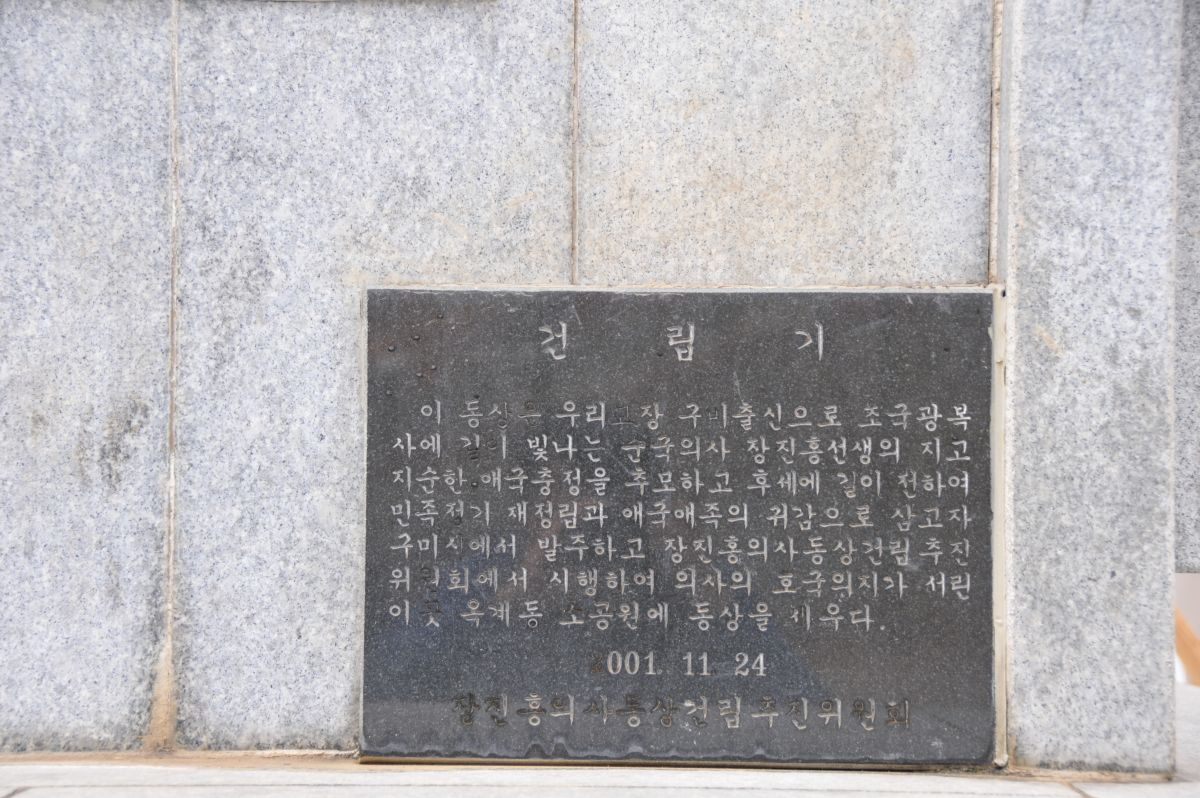 건립기
이 동상은 우리고장 구미출신으로 조국광복
사에 길이 빛나는 순국의사 장진홍선생의 지고
지순한 애국충정을 추모하고 후세에 길이 전하여
민족정기 재정립과 애국애족의 귀감으로 삼고자
구미시에서 발주하고 장진홍의사동상건립추진
위원회에서 시행하여 의사의 호국의지가 서린
이곳 옥계동 소공원에 동상을 세우다.
2001. 11. 24
장진홍의사동상건립추진위원회